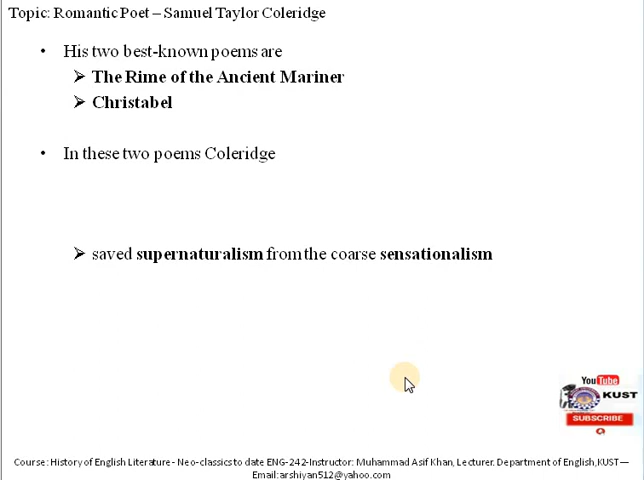 Topic: Romantic Poet – Samuel Taylor Coleridge
• His two best-known poems are
➢ The Rime of the Ancient Mariner
➢ Christabel
• In these two poems Coleridge
➢ saved supernaturalism from the coarse sensationalism
YouTube
KUST
SUBSCRIBE
Course: History of English Literature - Neo-classics to date ENG-242-Instructor: Muhammad Asif Khan, Lecturer. Department of English,KUST—
Email:arshiyan512@yahoo.com